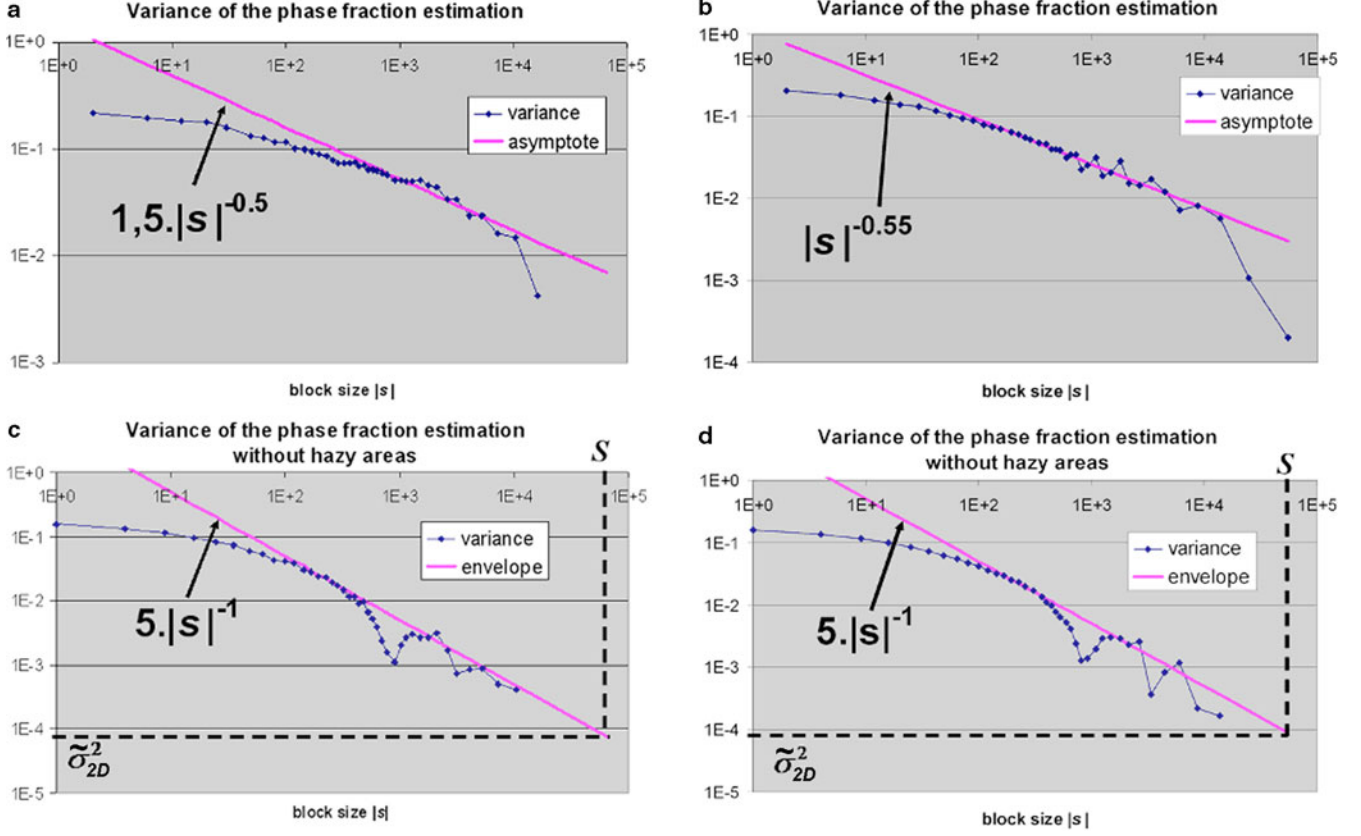 a
Variance of the phase fraction estimation
1E+0
1E+0 1E+1 1E+2 1E+3 1E+4 1E+5
1E-1
1E-2
1E-3
variance
asymptote
1,5.|s|^-0.5
block size |s|
b
Variance of the phase fraction estimation
1E+0
1E+0 1E+1 1E+2 1E+3 1E+4 1E+5
1E-1
1E-2
1E-3
1E-4
variance
asymptote
|s|^-0.55
block size |s|
c
Variance of the phase fraction estimation
without hazy areas
S
1E+0
1E+0 1E+1 1E+2 1E+3 1E+4 1E+5
1E-1
1E-2
1E-3
1E-4
1E-5
variance
envelope
5.|s|^-1
σ̃²2D
block size |s|
d
Variance of the phase fraction estimation
without hazy areas
S
1E+0
1E+0 1E+1 1E+2 1E+3 1E+4 1E+5
1E-1
1E-2
1E-3
1E-4
1E-5
variance
envelope
5.|s|^-1
σ̃²2D
block size |s|